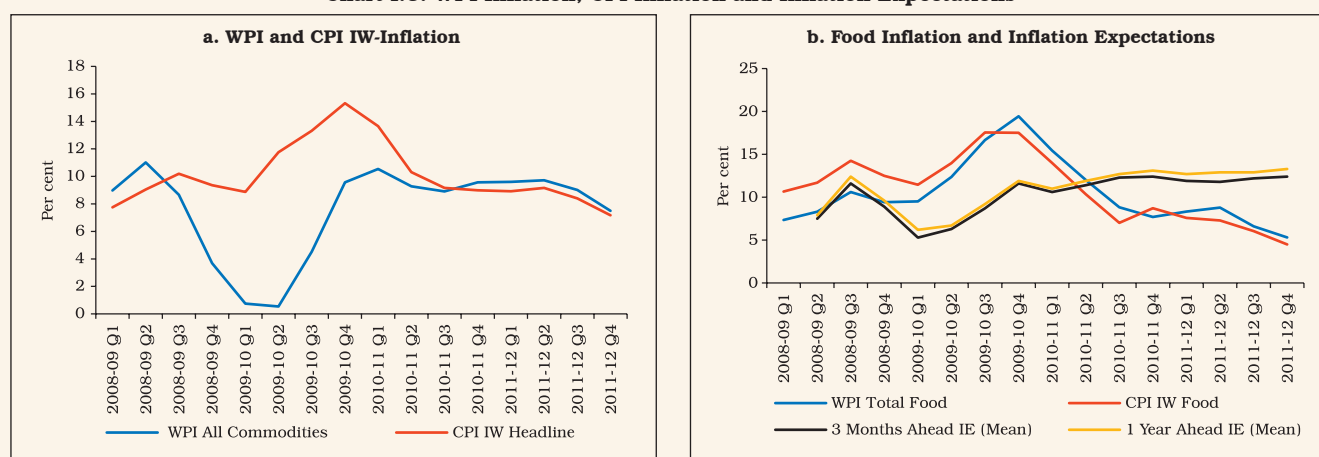 a. WPI and CPI IW-Inflation
Per cent
18
16
14
12
10
8
6
4
2
0
2008-09 Q1
2008-09 Q2
2008-09 Q3
2008-09 Q4
2009-10 Q1
2009-10 Q2
2009-10 Q3
2009-10 Q4
2010-11 Q1
2010-11 Q2
2010-11 Q3
2010-11 Q4
2011-12 Q1
2011-12 Q2
2011-12 Q3
2011-12 Q4
WPI All Commodities
CPI IW Headline
b. Food Inflation and Inflation Expectations
Per cent
25
20
15
10
5
0
2008-09 Q1
2008-09 Q2
2008-09 Q3
2008-09 Q4
2009-10 Q1
2009-10 Q2
2009-10 Q3
2009-10 Q4
2010-11 Q1
2010-11 Q2
2010-11 Q3
2010-11 Q4
2011-12 Q1
2011-12 Q2
2011-12 Q3
2011-12 Q4
WPI Total Food
CPI IW Food
3 Months Ahead IE (Mean)
1 Year Ahead IE (Mean)